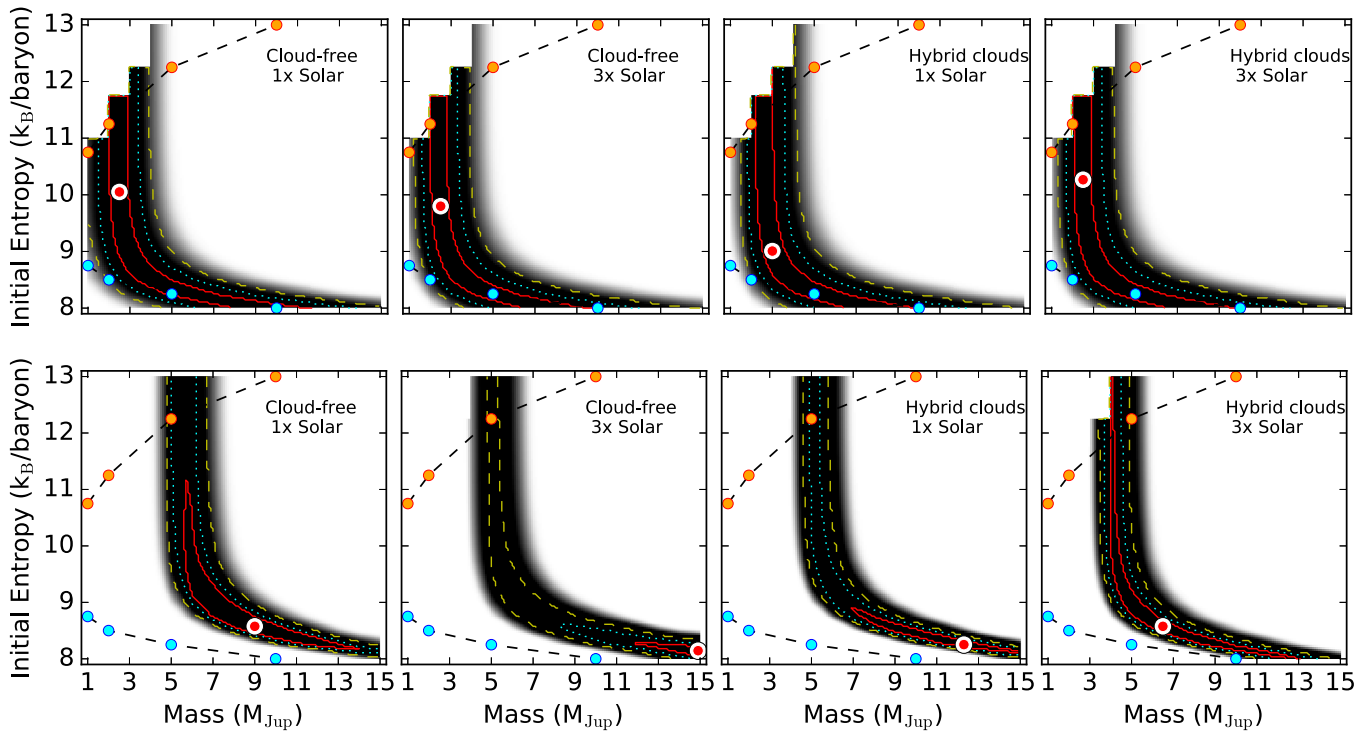 Initial Entropy (kB/baryon)
13
12
11
10
9
8
Cloud-free
1x Solar
Cloud-free
3x Solar
Hybrid clouds
1x Solar
Hybrid clouds
3x Solar
Initial Entropy (kB/baryon)
13
12
11
10
9
8
Cloud-free
1x Solar
Cloud-free
3x Solar
Hybrid clouds
1x Solar
Hybrid clouds
3x Solar
1 3 5 7 9 11 13 15 1 3 5 7 9 11 13 15 1 3 5 7 9 11 13 15 1 3 5 7 9 11 13 15
Mass (MJup) Mass (MJup) Mass (MJup) Mass (MJup)